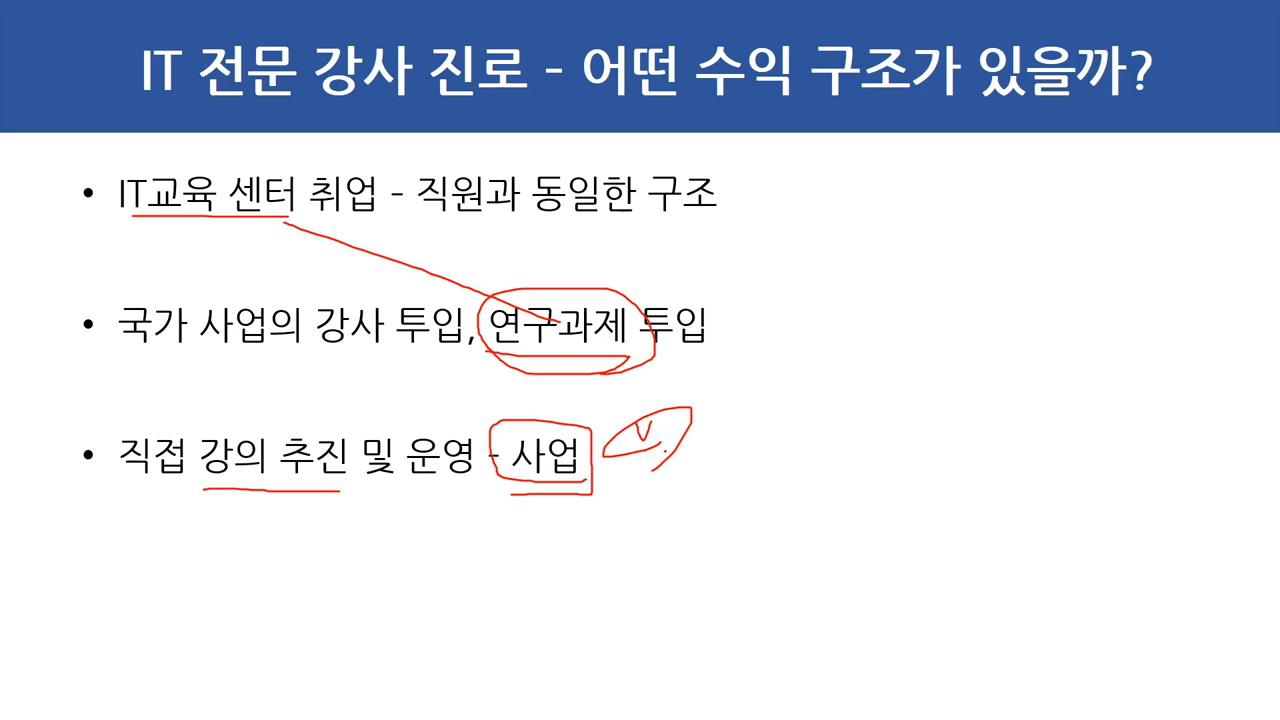 IT 전문 강사 진로 - 어떤 수익 구조가 있을까?
• IT교육 센터 취업 - 직원과 동일한 구조
• 국가 사업의 강사 투입, 연구과제 투입
• 직접 강의 추진 및 운영 - 사업